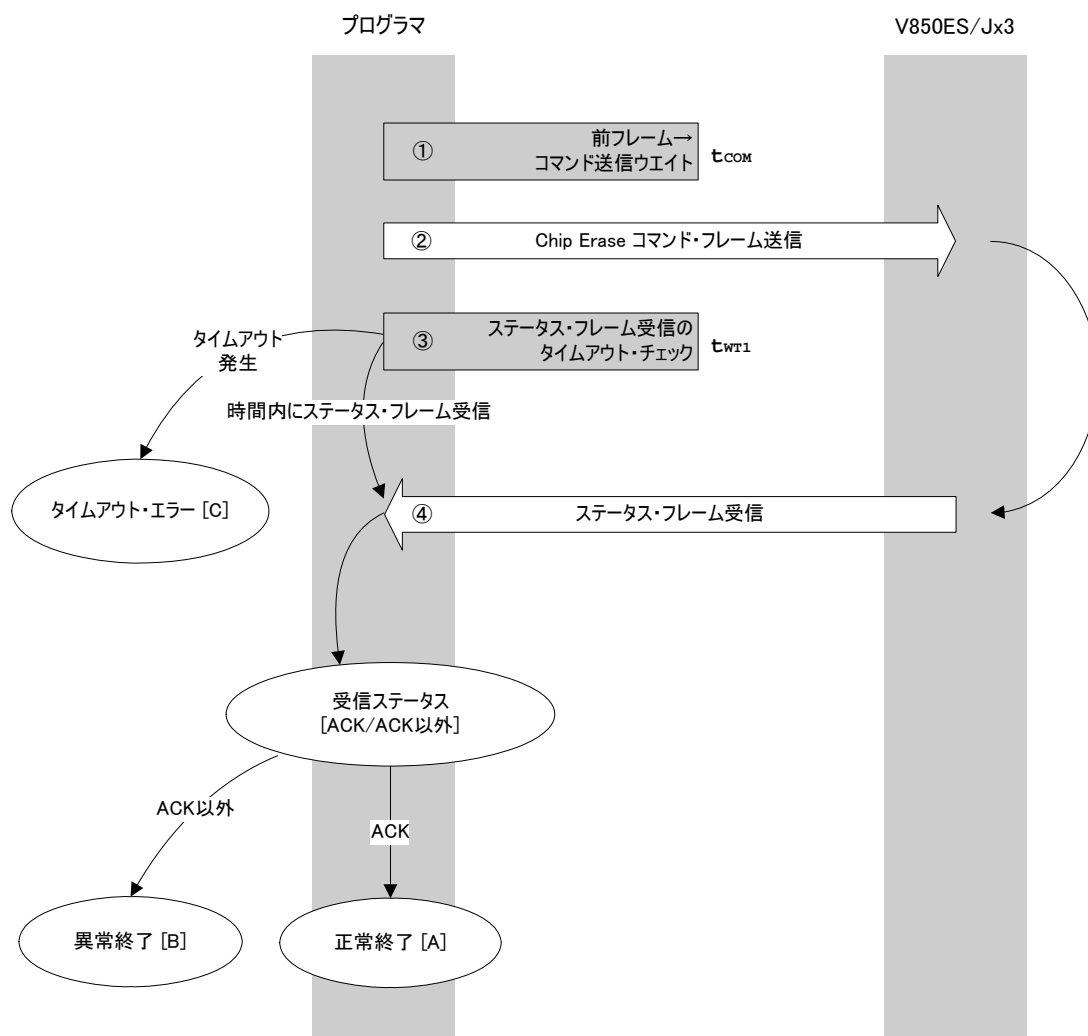 プログラマ
V850ES/Jx3
①
前フレーム→
コマンド送信ウエイト
tCOM
②
Chip Erase コマンド・フレーム送信
タイムアウト
発生
③
ステータス・フレーム受信の
タイムアウト・チェック
tWT1
時間内にステータス・フレーム受信
タイムアウト・エラー [C]
④
ステータス・フレーム受信
受信ステータス
[ACK/ACK以外]
ACK以外
ACK
異常終了 [B]
正常終了 [A]